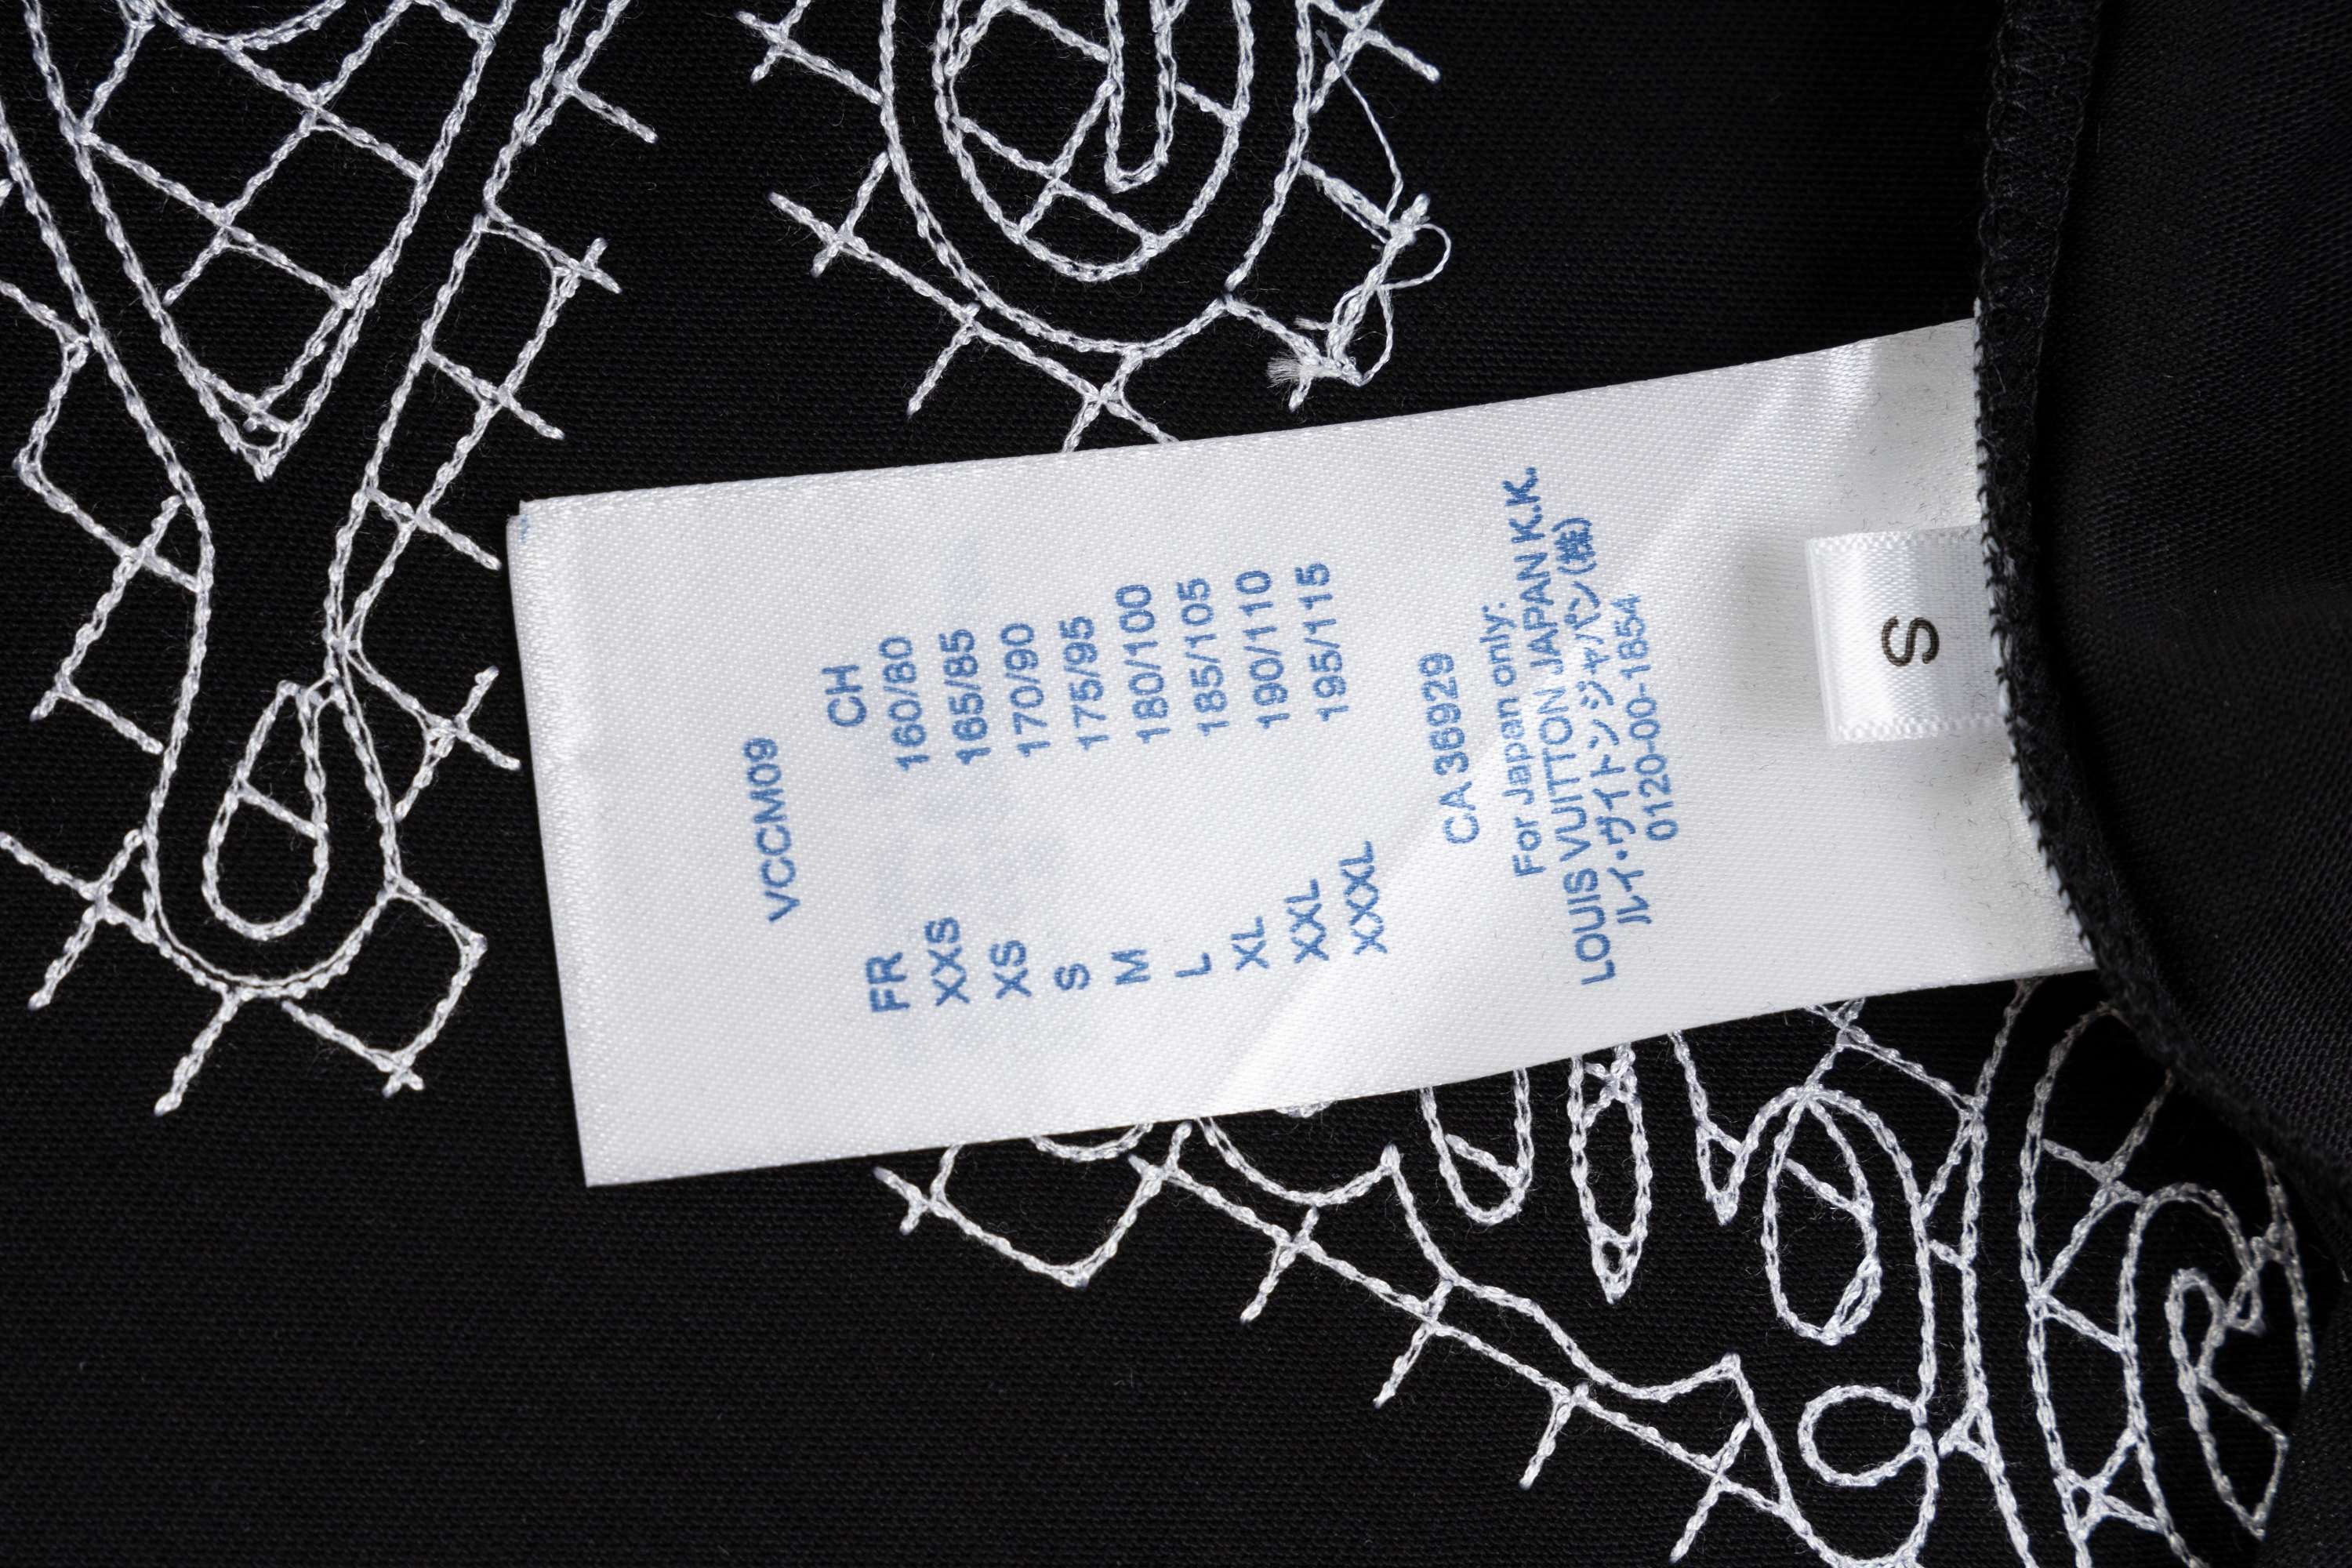 VCCM09
FR CH
XXS 160/80
XS 165/85
S 170/90
M 175/95
L 180/100
XL 185/105
XXL 190/110
XXXL 195/115
CA 36929
For Japan only:
LOUIS VUITTON JAPAN K.K.
ルイ・ヴィトンジャパン(株)
0120-00-1854
S